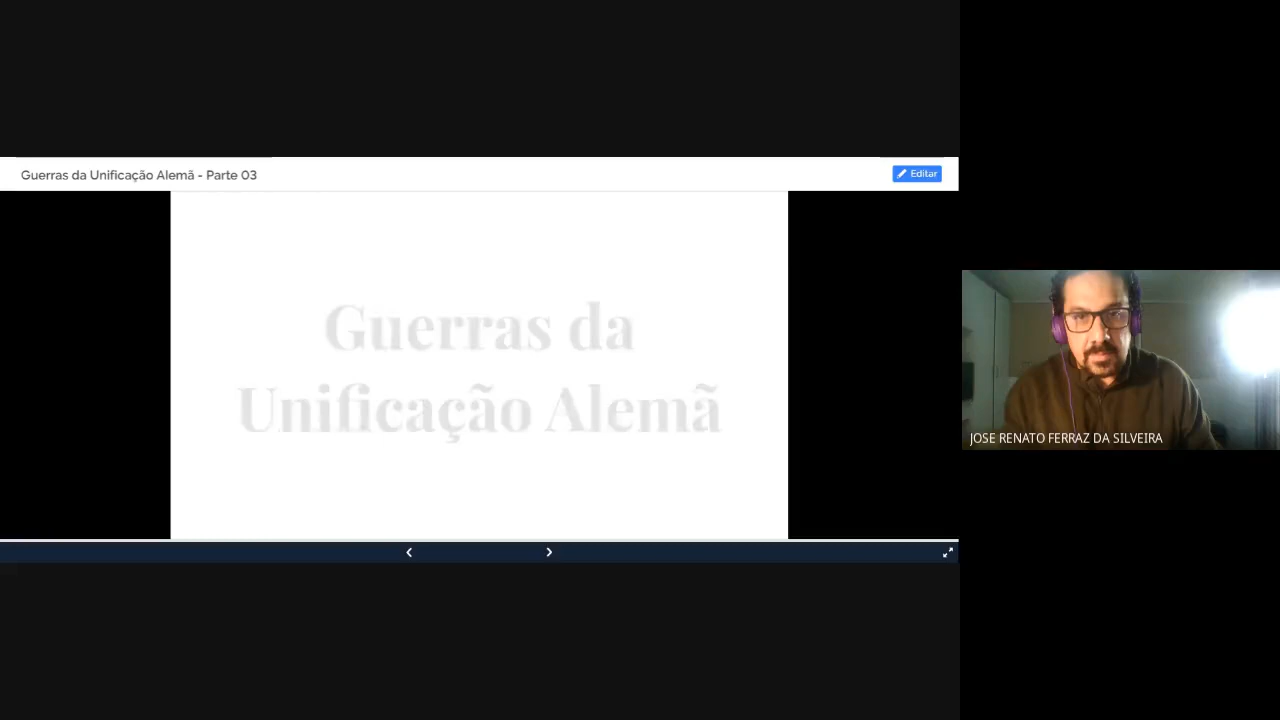 Guerras da Unificação Alemã - Parte 03
Editar
Guerras da
Unificação Alemã
JOSE RENATO FERRAZ DA SILVEIRA